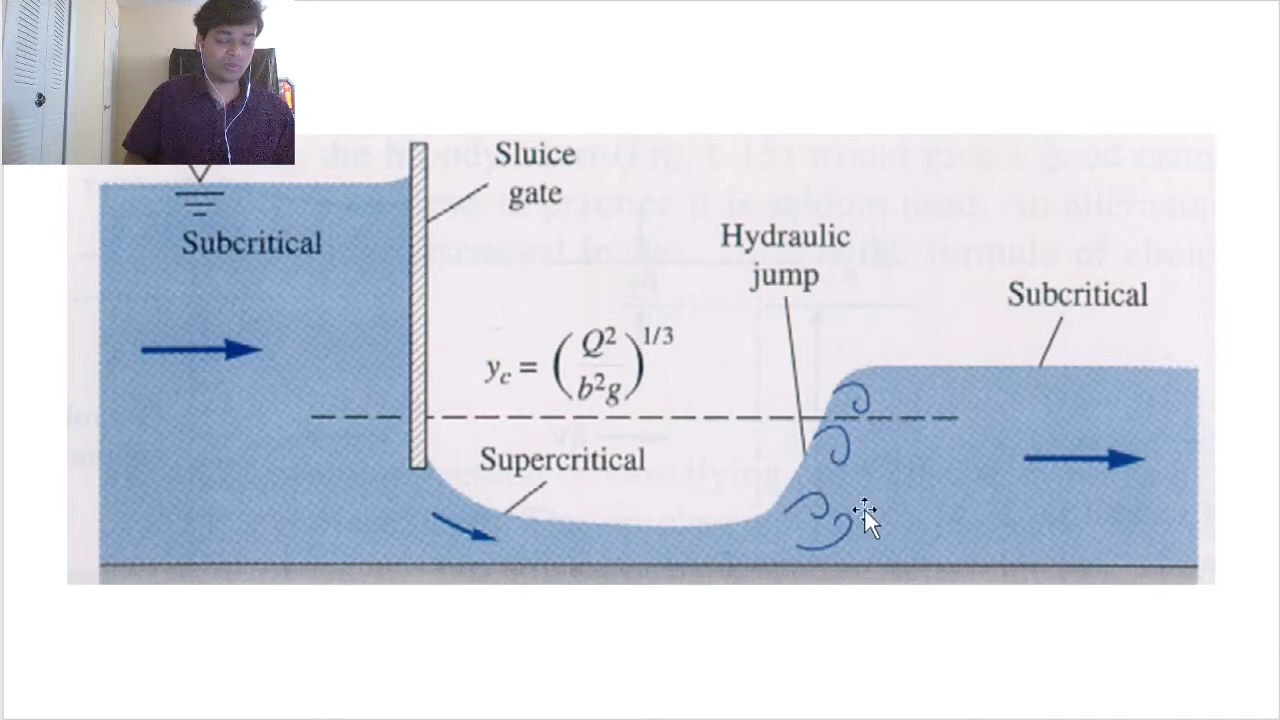 Sluice
gate
Subcritical
Hydraulic
jump
Subcritical
y_c = (Q²/b²g)^1/3
Supercritical